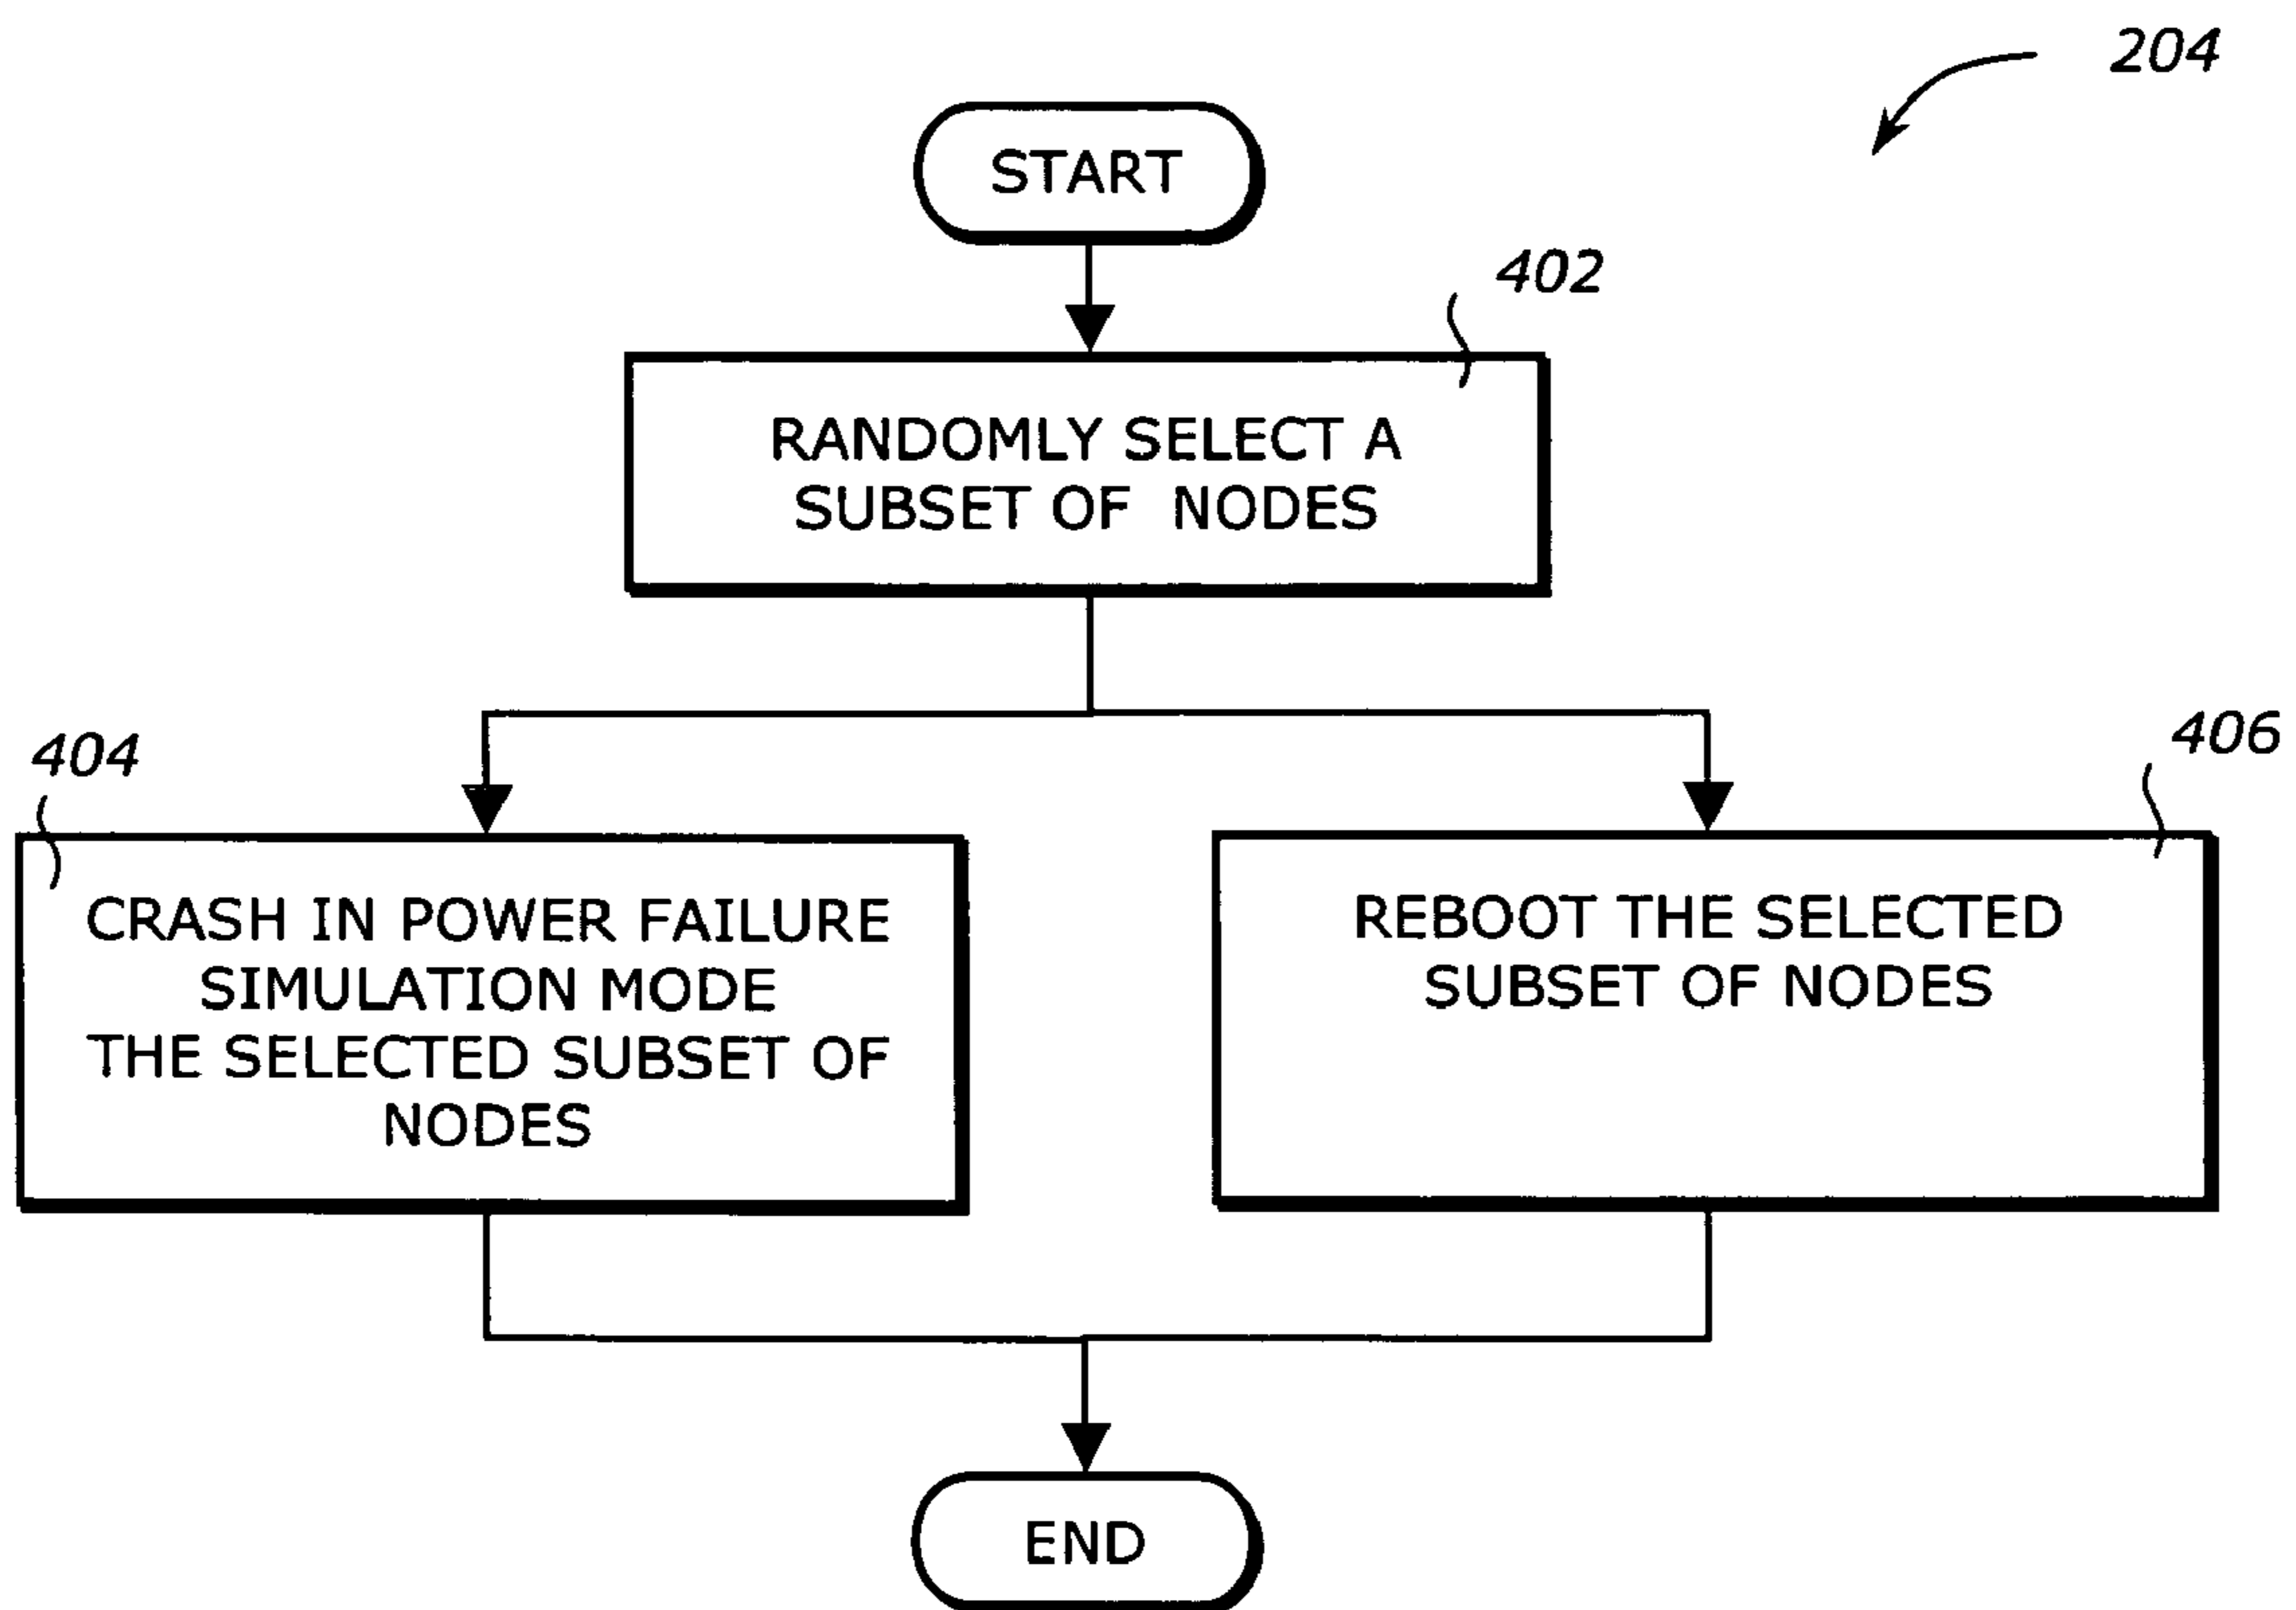 204
START
402
RANDOMLY SELECT A
SUBSET OF NODES
404
CRASH IN POWER FAILURE
SIMULATION MODE
THE SELECTED SUBSET OF
NODES
406
REBOOT THE SELECTED
SUBSET OF NODES
END